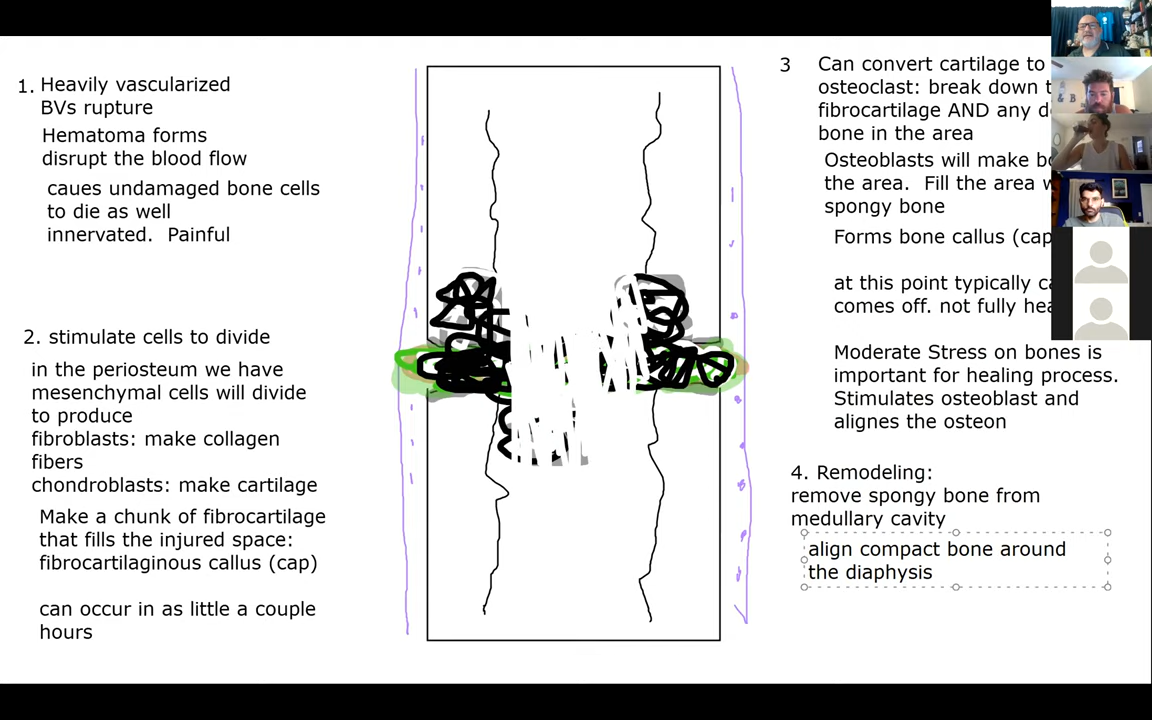 1. Heavily vascularized
BVs rupture
Hematoma forms
disrupt the blood flow
caues undamaged bone cells
to die as well
innervated. Painful
2. stimulate cells to divide
in the periosteum we have
mesenchymal cells will divide
to produce
fibroblasts: make collagen
fibers
chondroblasts: make cartilage
Make a chunk of fibrocartilage
that fills the injured space:
fibrocartilaginous callus (cap)
can occur in as little a couple
hours
3 Can convert cartilage to
osteoclast: break down
fibrocartilage AND any
bone in the area
Osteoblasts will make
the area. Fill the area
spongy bone
Forms bone callus (cap
at this point typically
comes off. not fully
Moderate Stress on bones is
important for healing process.
Stimulates osteoblast and
alignes the osteon
4. Remodeling:
remove spongy bone from
medullary cavity
align compact bone around
the diaphysis